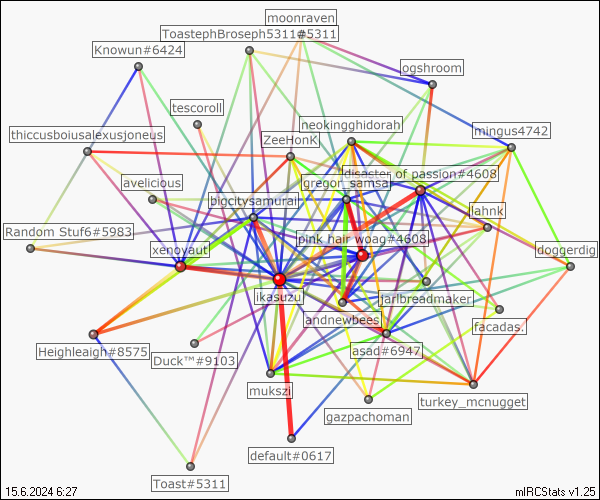 moonraven
ToastephBroseph5311#5311
Knowun#6424
ogshroom
tescoroll
neokingghidorah
mingus4742
thiccusboiusalexusjoneus
ZeeHonK
disaster of passion#4608
avelicious
gregor_samsar
bigcitysamurai
lahnk
Random Stuf6#5983
pink hair woag#4608
xenovaut
doggerdig
ikasuzu
jarlbreadmaker
andnewbees
facadas.
Heighleigh#8575
Duck™#9103
asad#6947
mukszi
turkey_mcnugget
gazpachoman
default#0617
Toast#5311
15.6.2024 6:27
mIRCStats v1.25